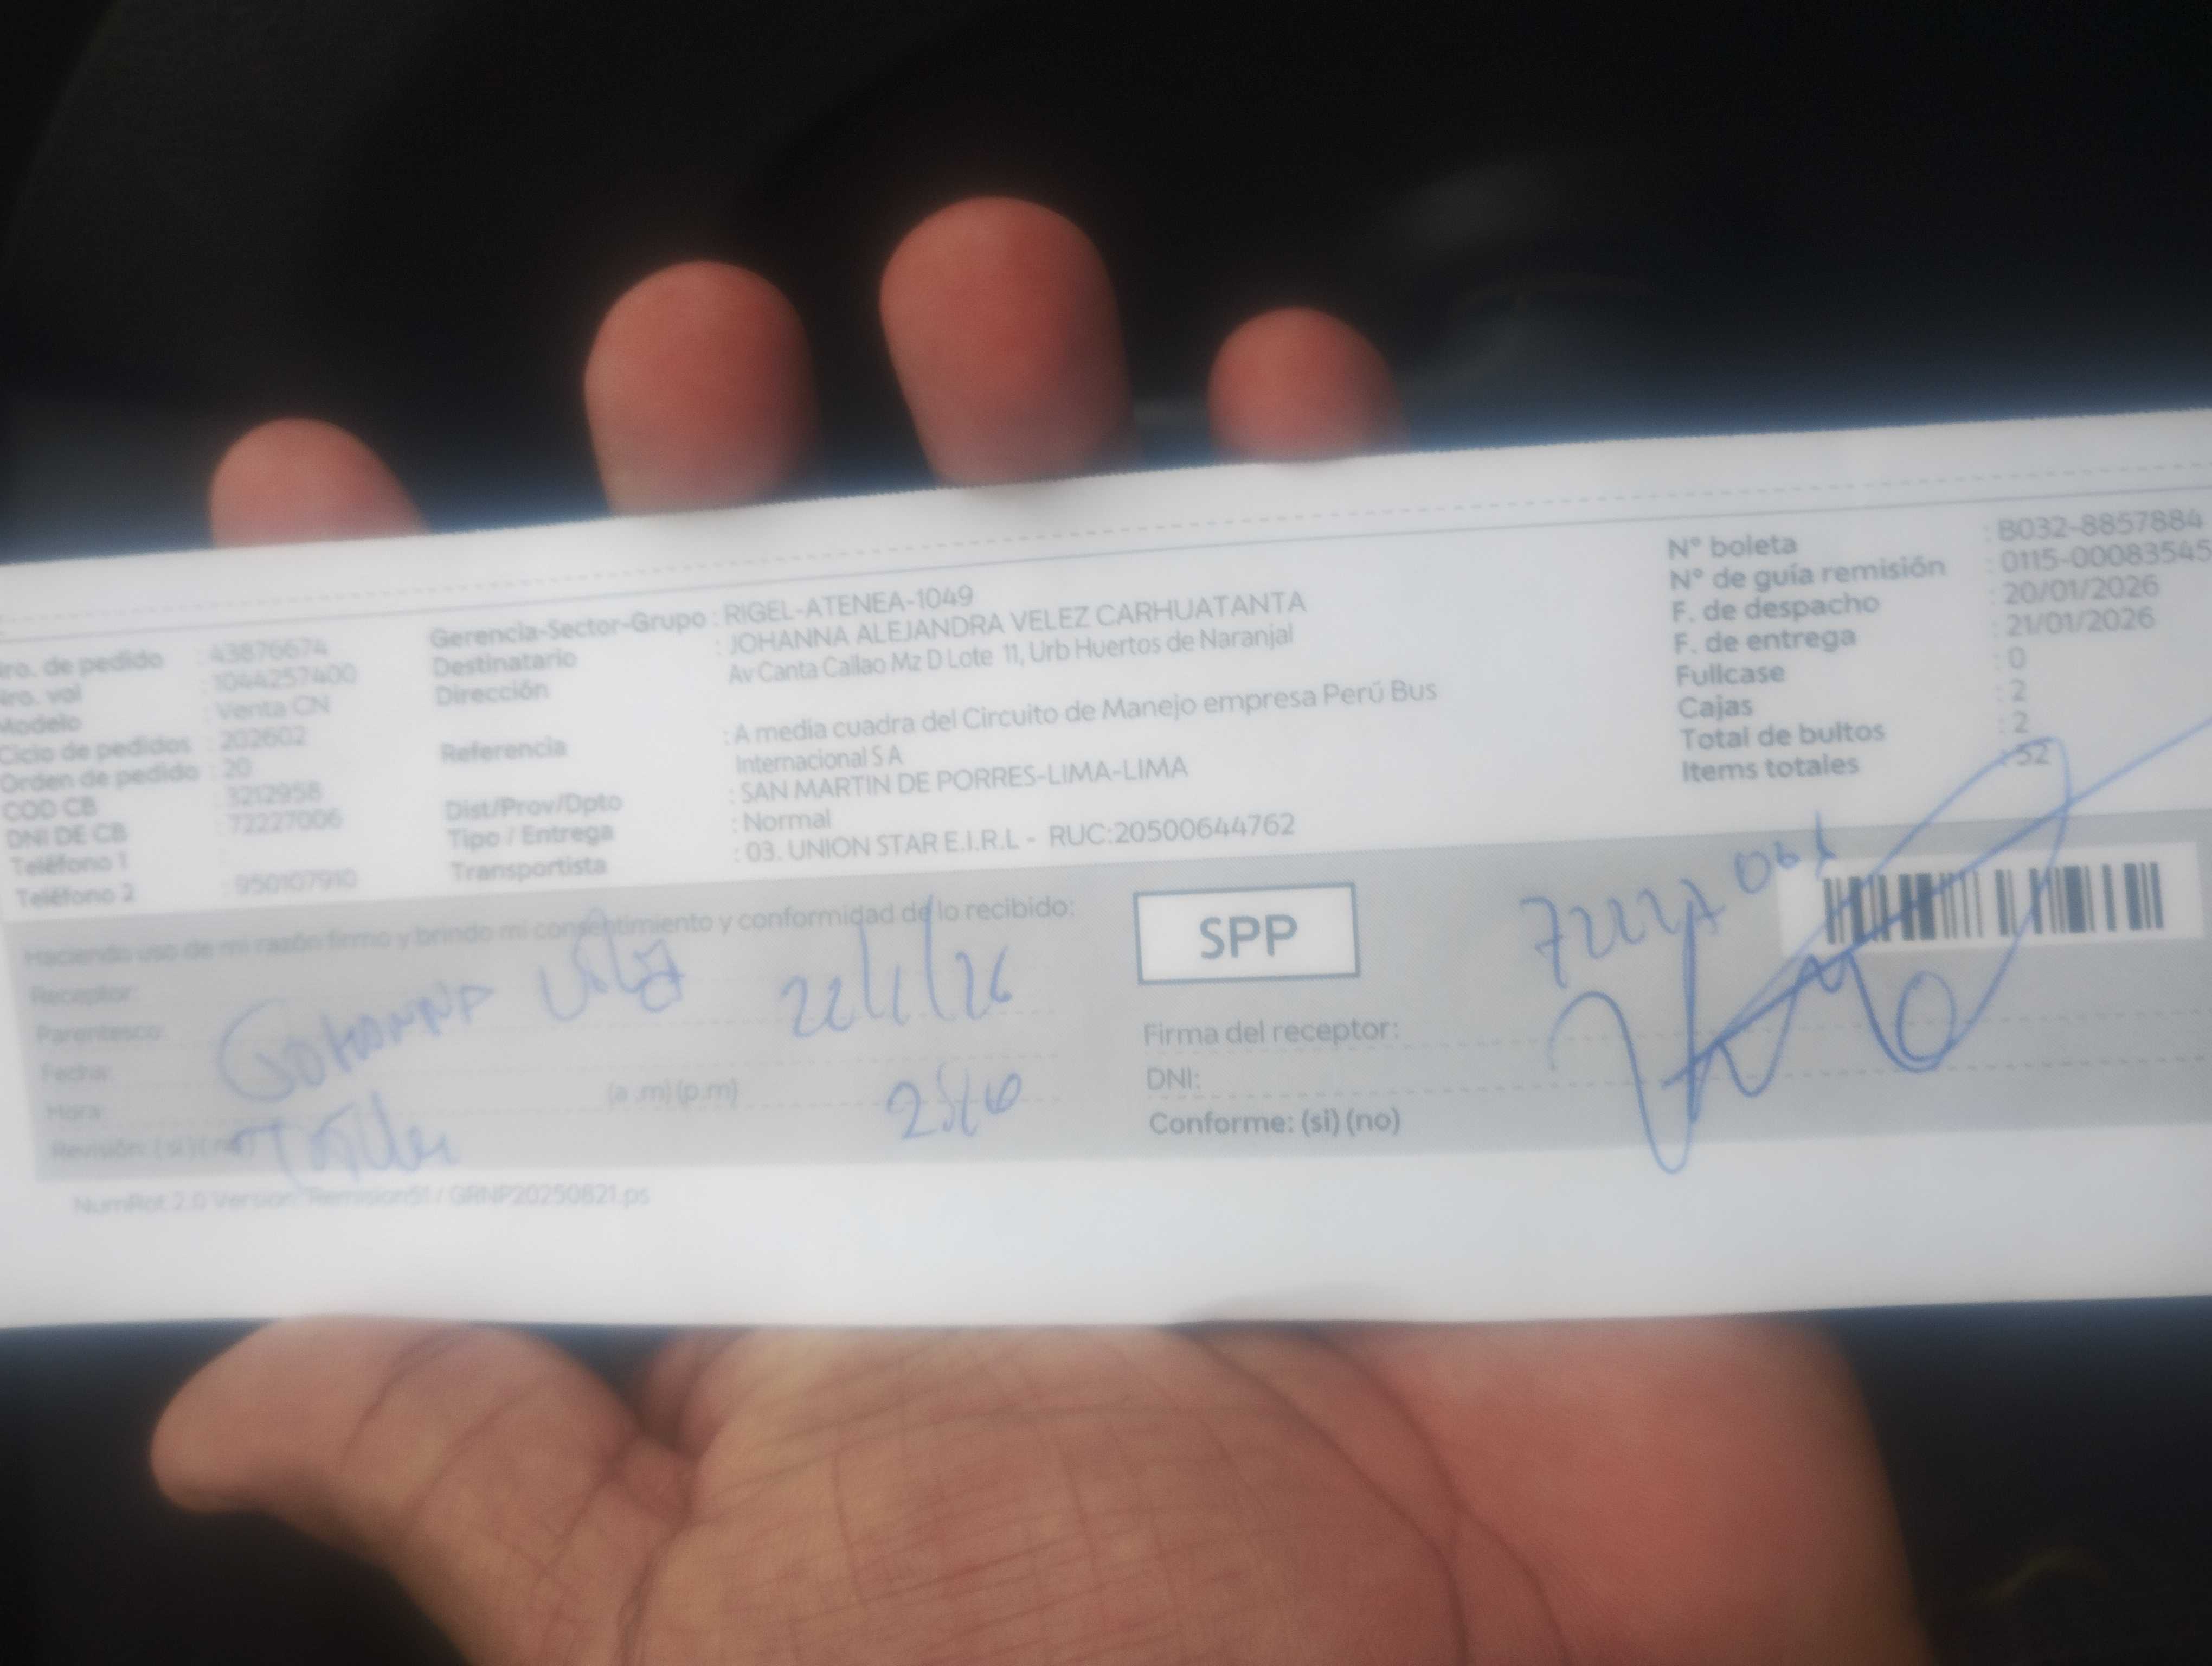 Nro. de pedido : 43876674
Nro. vol : 1044257400
Modelo : Venta CN
Ciclo de pedidos : 202602
Orden de pedido : 20
COD CB : 3212958
DNI DE CB : 72227006
Teléfono 1 :
Teléfono 2 : 950107910
Gerencia-Sector-Grupo : RIGEL-ATENEA-1049
Destinatario : JOHANNA ALEJANDRA VELEZ CARHUATANTA
Dirección : Av Canta Callao Mz D Lote 11, Urb Huertos de Naranjal
Referencia : A media cuadra del Circuito de Manejo empresa Perú Bus
Internacional S A
Dist/Prov/Dpto : SAN MARTIN DE PORRES-LIMA-LIMA
Tipo / Entrega : Normal
Transportista : 03. UNION STAR E.I.R.L - RUC:20500644762
N° boleta : B032-8857884
N° de guía remisión : 0115-00083545
F. de despacho : 20/01/2026
F. de entrega : 21/01/2026
Fullcase : 0
Cajas : 2
Total de bultos : 2
Items totales : 52
Haciendo uso de mi razón firmo y brindo mi consentimiento y conformidad de lo recibido:
Receptor:
Parentesco:
Fecha: 22/1/26
Hora: (a .m) (p.m)
Revisión: (si) (no)
SPP
Firma del receptor:
DNI:
Conforme: (si) (no)
NumRot 2.0 Version: Remision51 / GRNP20250821.ps